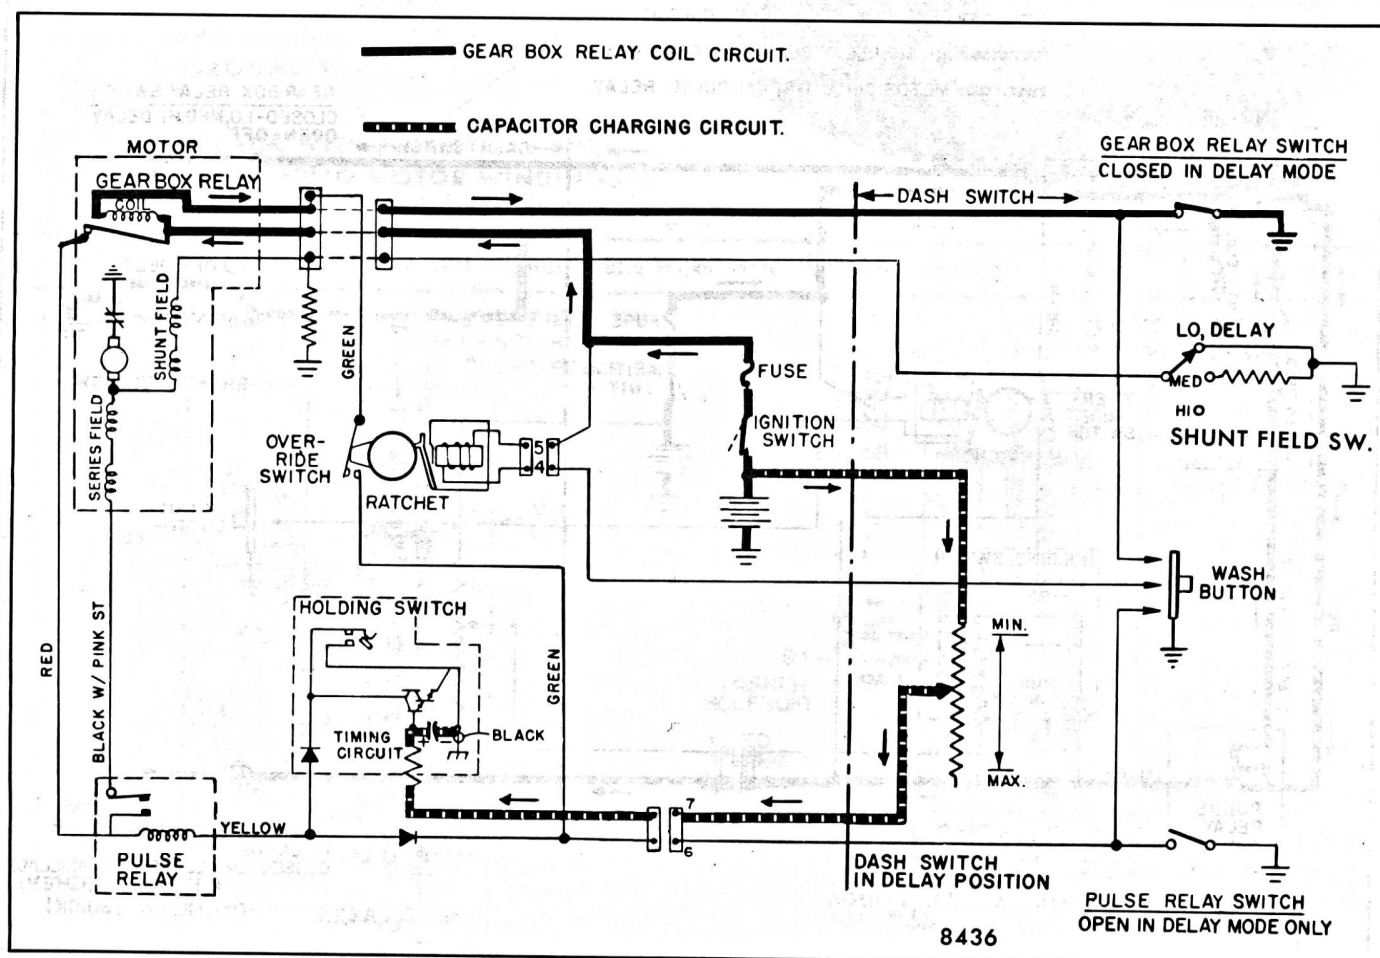 GEAR BOX RELAY COIL CIRCUIT.
CAPACITOR CHARGING CIRCUIT.
GEAR BOX RELAY SWITCH
CLOSED IN DELAY MODE
MOTOR
GEAR BOX RELAY
COIL
DASH SWITCH
SHUNT FIELD
SERIES FIELD
GREEN
FUSE
LO, DELAY
MED
HI
SHUNT FIELD SW.
IGNITION
SWITCH
OVER-
RIDE
SWITCH
RATCHET
5
4
WASH
BUTTON
HOLDING SWITCH
RED
BLACK W/ PINK ST
GREEN
MIN.
MAX.
TIMING
CIRCUIT
+
-
BLACK
YELLOW
7
6
PULSE
RELAY
DASH SWITCH
IN DELAY POSITION
PULSE RELAY SWITCH
OPEN IN DELAY MODE ONLY
8436